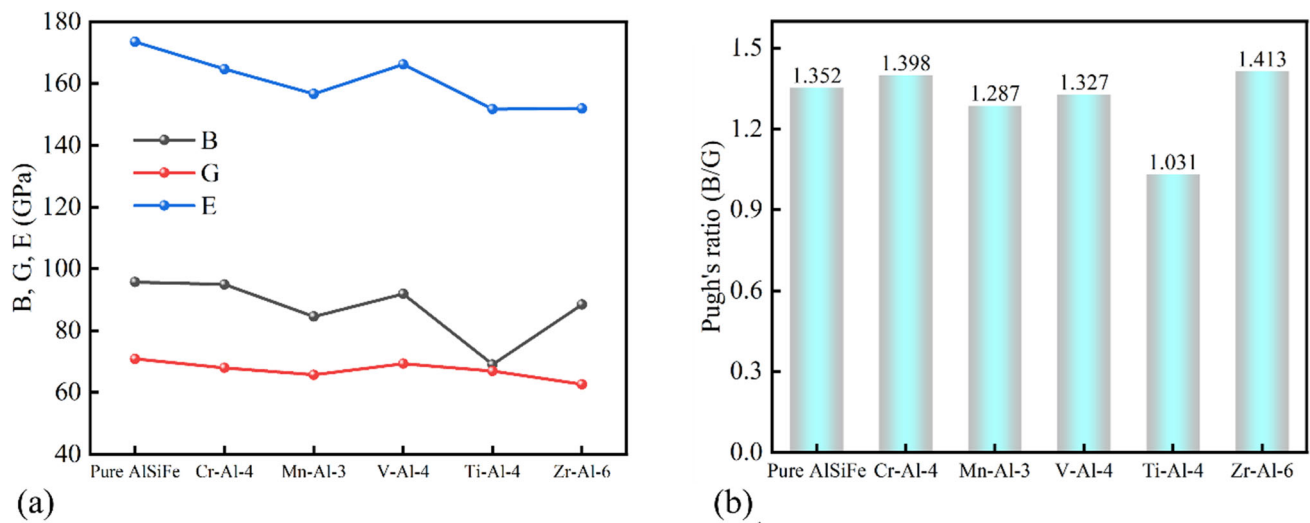 180
160
140
120
100
80
60
40
B, G, E (GPa)
B
G
E
Pure AlSiFe Cr-Al-4 Mn-Al-3 V-Al-4 Ti-Al-4 Zr-Al-6
(a)
1.5
1.2
0.9
0.6
0.3
0.0
Pugh's ratio (B/G)
1.352 1.398 1.287 1.327 1.031 1.413
Pure AlSiFe Cr-Al-4 Mn-Al-3 V-Al-4 Ti-Al-4 Zr-Al-6
(b)